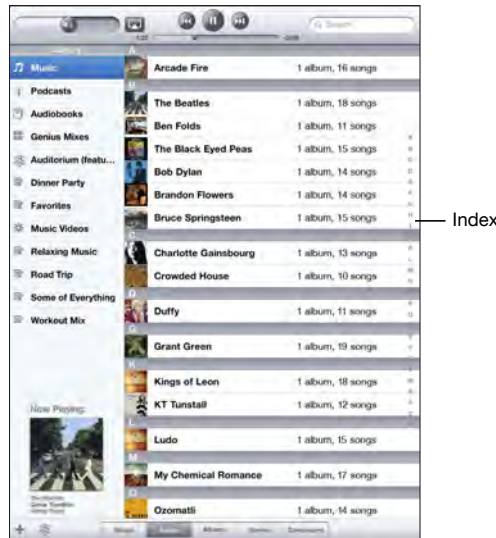 Search
A
Music
Arcade Fire 1 album, 16 songs
Podcasts
B
The Beatles 1 album, 18 songs
Audiobooks
Ben Folds 1 album, 11 songs
Genius Mixes
The Black Eyed Peas 1 album, 15 songs
Auditorium (featu...
Bob Dylan 1 album, 14 songs
Dinner Party
Brandon Flowers 1 album, 14 songs
Favorites
Bruce Springsteen 1 album, 15 songs
Index
Music Videos
C
Relaxing Music
Charlotte Gainsbourg 1 album, 13 songs
Road Trip
Crowded House 1 album, 10 songs
Some of Everything
D
Duffy 1 album, 11 songs
Workout Mix
G
Grant Green 1 album, 19 songs
K
Kings of Leon 1 album, 18 songs
KT Tunstall 1 album, 12 songs
Now Playing:
L
Ludo 1 album, 15 songs
M
My Chemical Romance 1 album, 17 songs
O
Ozomatli 1 album, 14 songs
Songs Artists Albums Genres Composers